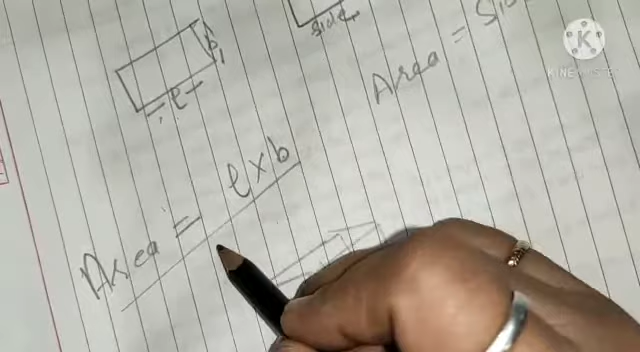 side
b
l
Area = Si
Area = l×b
K
KINEMASTER